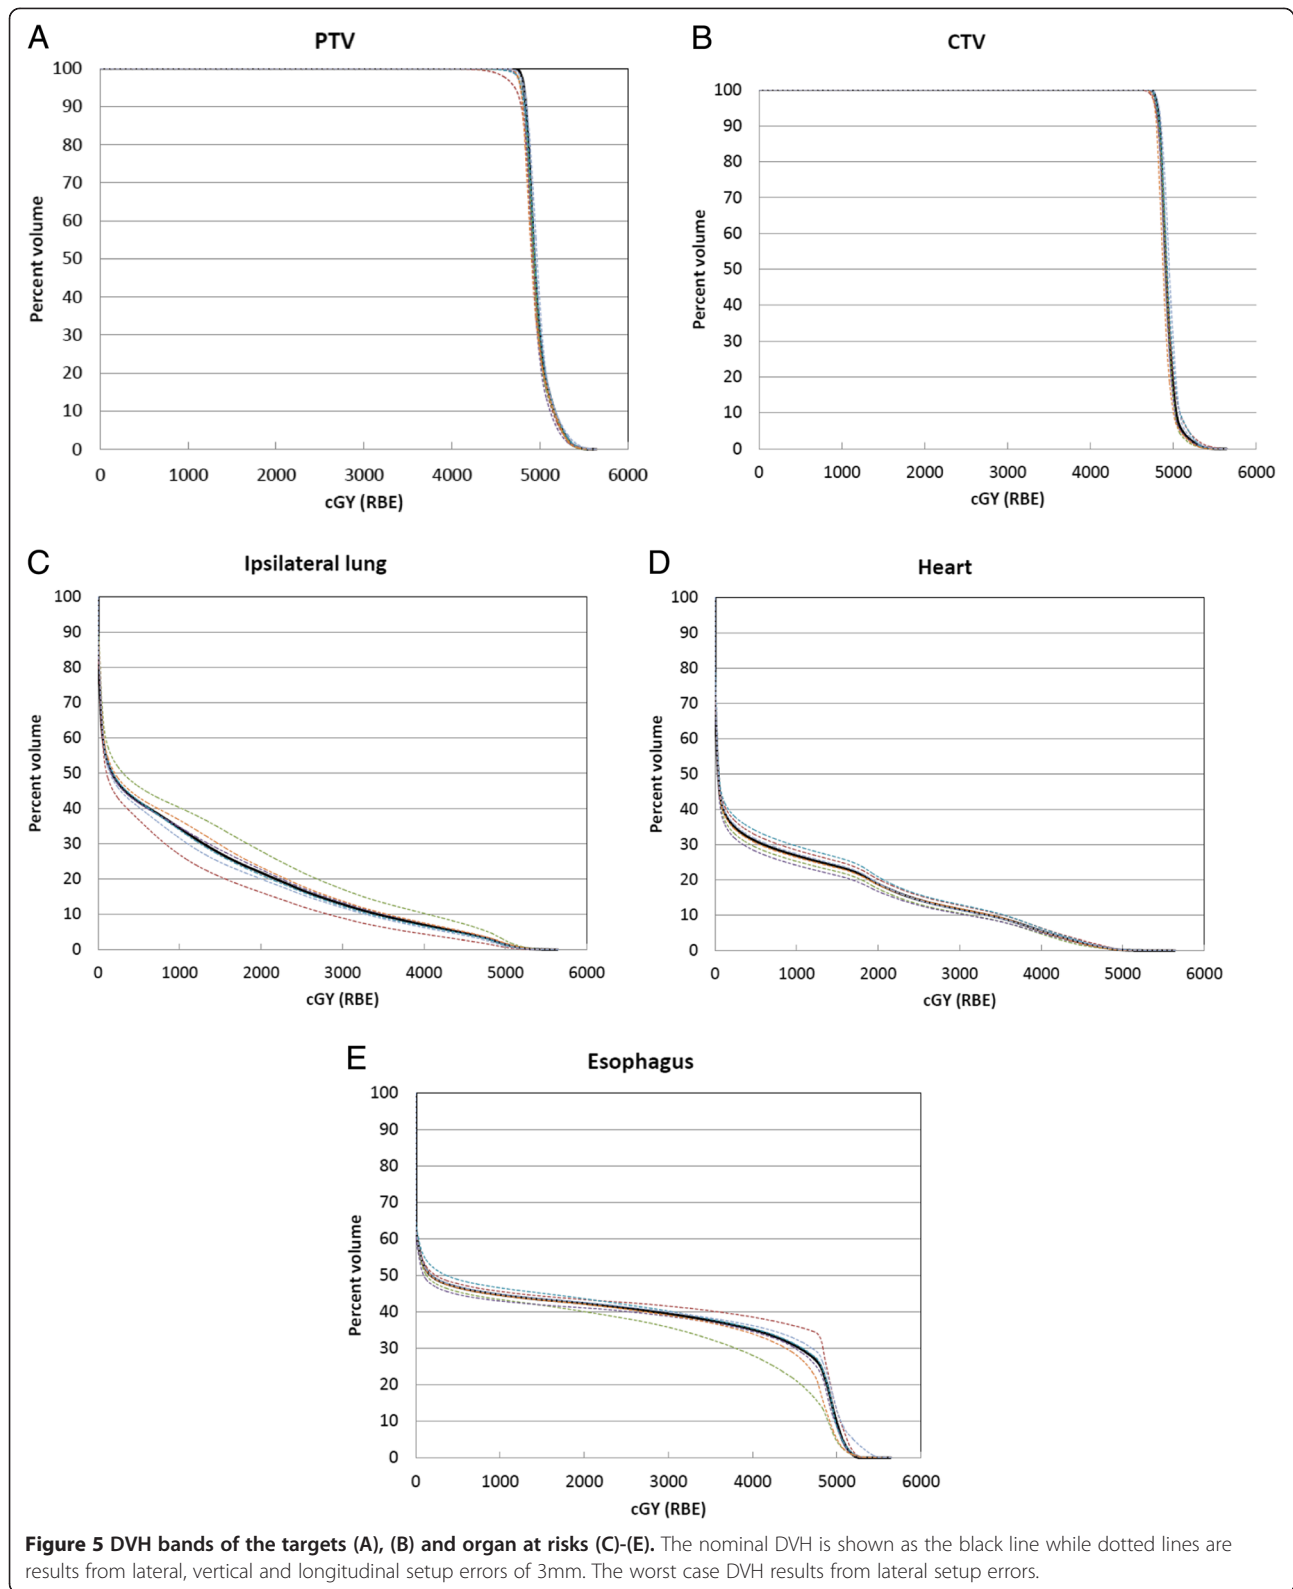 A
PTV
100
90
80
70
60
50
40
30
20
10
0
Percent volume
0 1000 2000 3000 4000 5000 6000
cGY (RBE)
B
CTV
100
90
80
70
60
50
40
30
20
10
0
Percent volume
0 1000 2000 3000 4000 5000 6000
cGY (RBE)
C
Ipsilateral lung
100
90
80
70
60
50
40
30
20
10
0
Percent volume
0 1000 2000 3000 4000 5000 6000
cGY (RBE)
D
Heart
100
90
80
70
60
50
40
30
20
10
0
Percent volume
0 1000 2000 3000 4000 5000 6000
cGY (RBE)
E
Esophagus
100
90
80
70
60
50
40
30
20
10
0
Percent volume
0 1000 2000 3000 4000 5000 6000
cGY (RBE)
Figure 5 DVH bands of the targets (A), (B) and organ at risks (C)-(E). The nominal DVH is shown as the black line while dotted lines are
results from lateral, vertical and longitudinal setup errors of 3mm. The worst case DVH results from lateral setup errors.